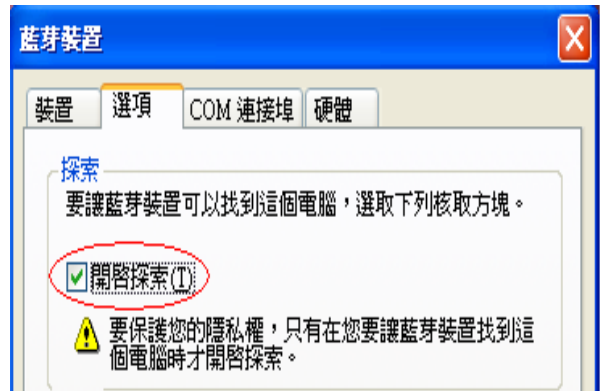 藍芽裝置
裝置 選項 COM 連接埠 硬體
探索
要讓藍芽裝置可以找到這個電腦，選取下列核取方塊。
開啟探索(T)
要保護您的隱私權，只有在您要讓藍芽裝置找到這
個電腦時才開啟探索。